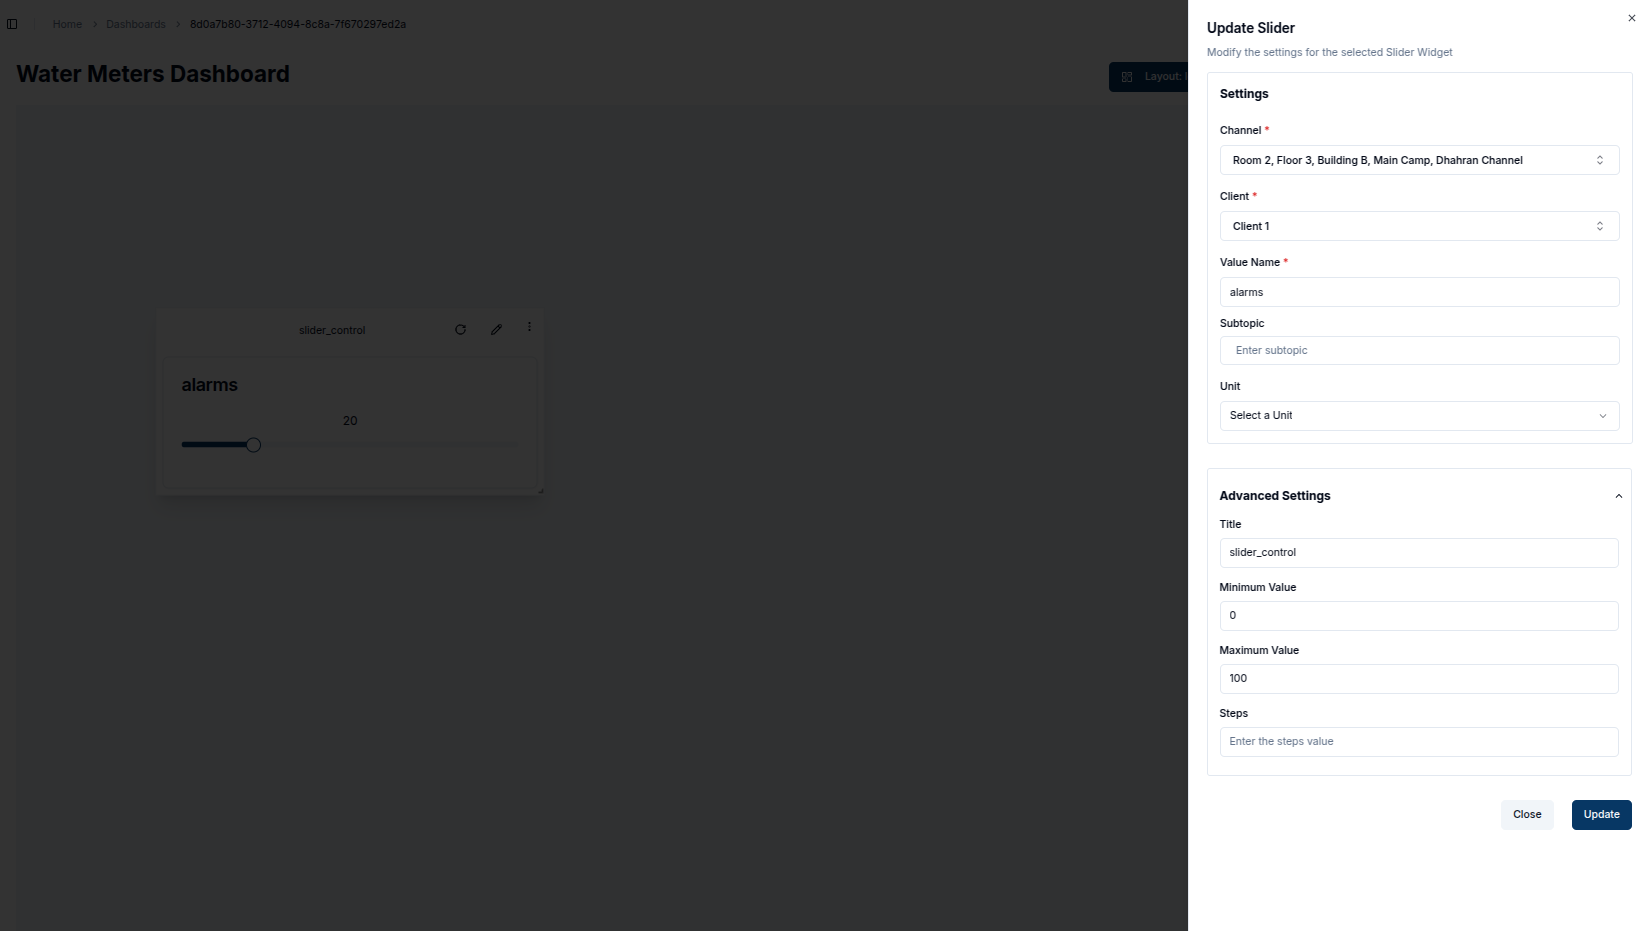 Home > Dashboards > 8d0a7b80-3712-4094-8c8a-7f670297ed2a
Water Meters Dashboard
Layout:
slider_control
alarms
20
Update Slider
Modify the settings for the selected Slider Widget
Settings
Channel *
Room 2, Floor 3, Building B, Main Camp, Dhahran Channel
Client *
Client 1
Value Name *
alarms
Subtopic
Enter subtopic
Unit
Select a Unit
Advanced Settings
Title
slider_control
Minimum Value
0
Maximum Value
100
Steps
Enter the steps value
Close
Update